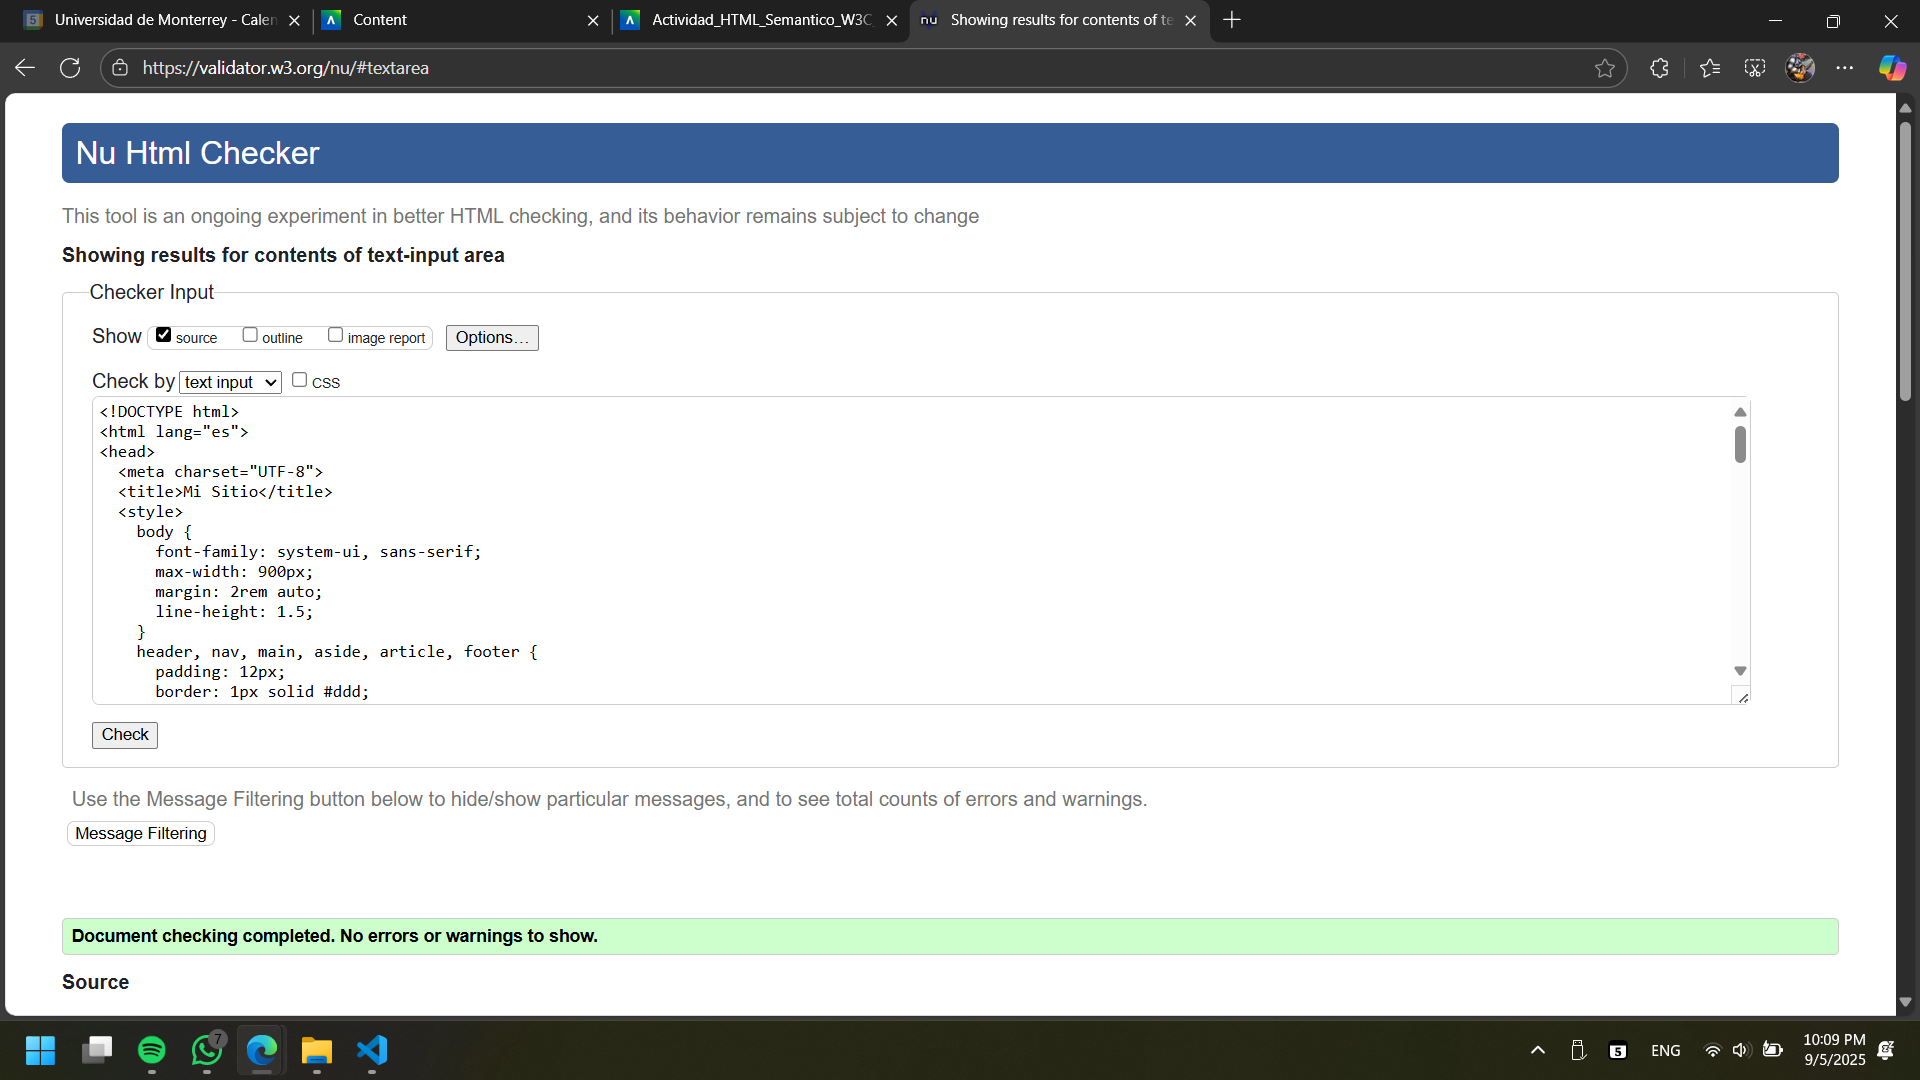 Universidad de Monterrey - Calen
Content
Actividad_HTML_Semantico_W3C
Showing results for contents of te
https://validator.w3.org/nu/#textarea
Nu Html Checker
This tool is an ongoing experiment in better HTML checking, and its behavior remains subject to change
Showing results for contents of text-input area
Checker Input
Show source outline image report Options…
Check by text input CSS
<!DOCTYPE html>
<html lang="es">
<head>
<meta charset="UTF-8">
<title>Mi Sitio</title>
<style>
body {
font-family: system-ui, sans-serif;
max-width: 900px;
margin: 2rem auto;
line-height: 1.5;
}
header, nav, main, aside, article, footer {
padding: 12px;
border: 1px solid #ddd;
Check
Use the Message Filtering button below to hide/show particular messages, and to see total counts of errors and warnings.
Message Filtering
Document checking completed. No errors or warnings to show.
Source
7
5
ENG
10:09 PM
9/5/2025